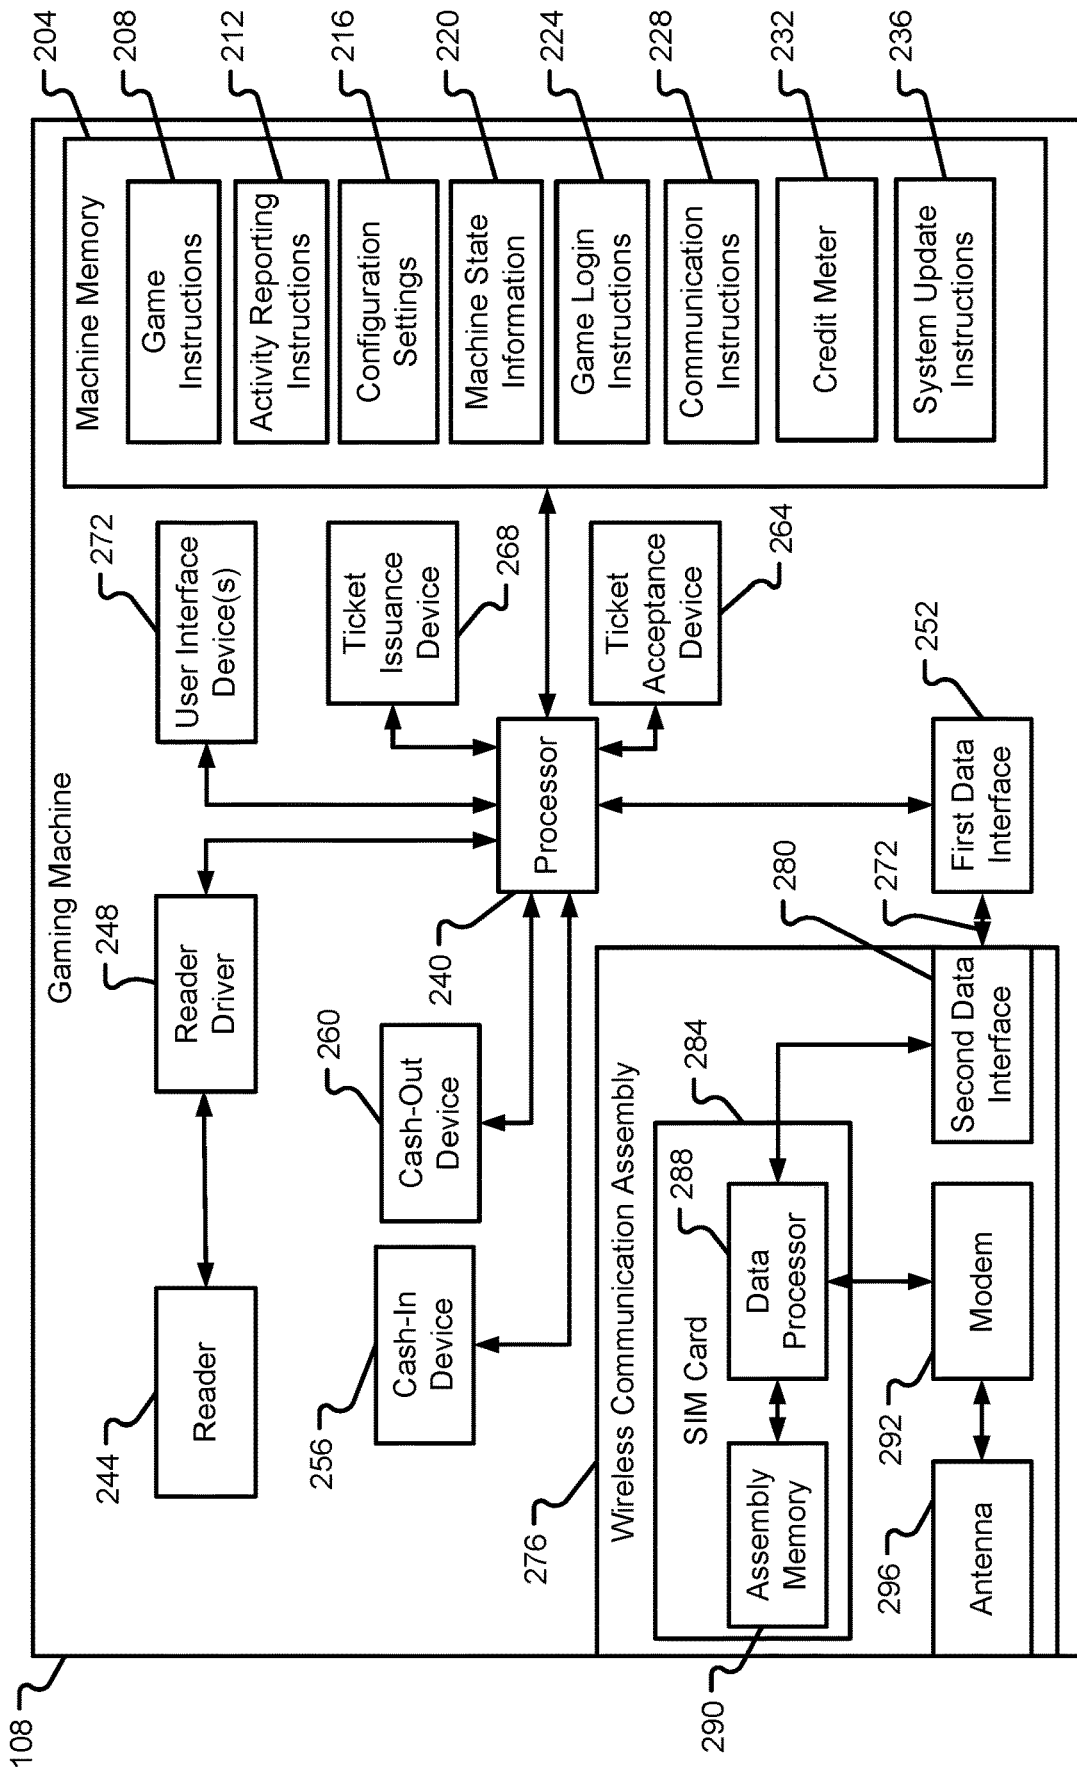 108
Gaming Machine
244
Reader
248
Reader
Driver
272
User Interface
Device(s)
256
Cash-In
Device
260
Cash-Out
Device
240
Processor
Ticket
Issuance
Device
268
Ticket
Acceptance
Device
264
Machine Memory
204
Game
Instructions
208
Activity Reporting
Instructions
212
Configuration
Settings
216
Machine State
Information
220
Game Login
Instructions
224
Communication
Instructions
228
Credit Meter
232
System Update
Instructions
236
276
Wireless Communication Assembly
SIM Card
284
Assembly
Memory
290
Data
Processor
288
Antenna
296
Modem
292
Second Data
Interface
280
272
First Data
Interface
252